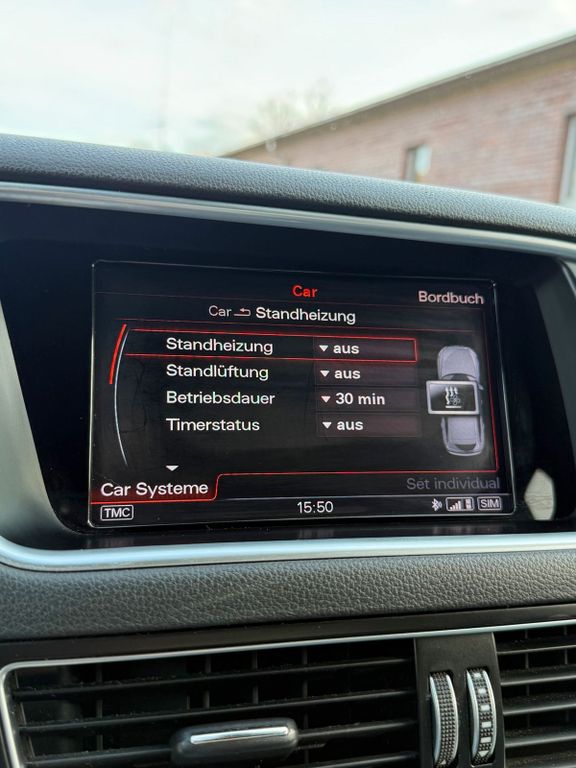 Car
Bordbuch
Car Standheizung
Standheizung aus
Standlüftung aus
Betriebsdauer 30 min
Timerstatus aus
Car Systeme
Set individual
TMC
15:50
SIM